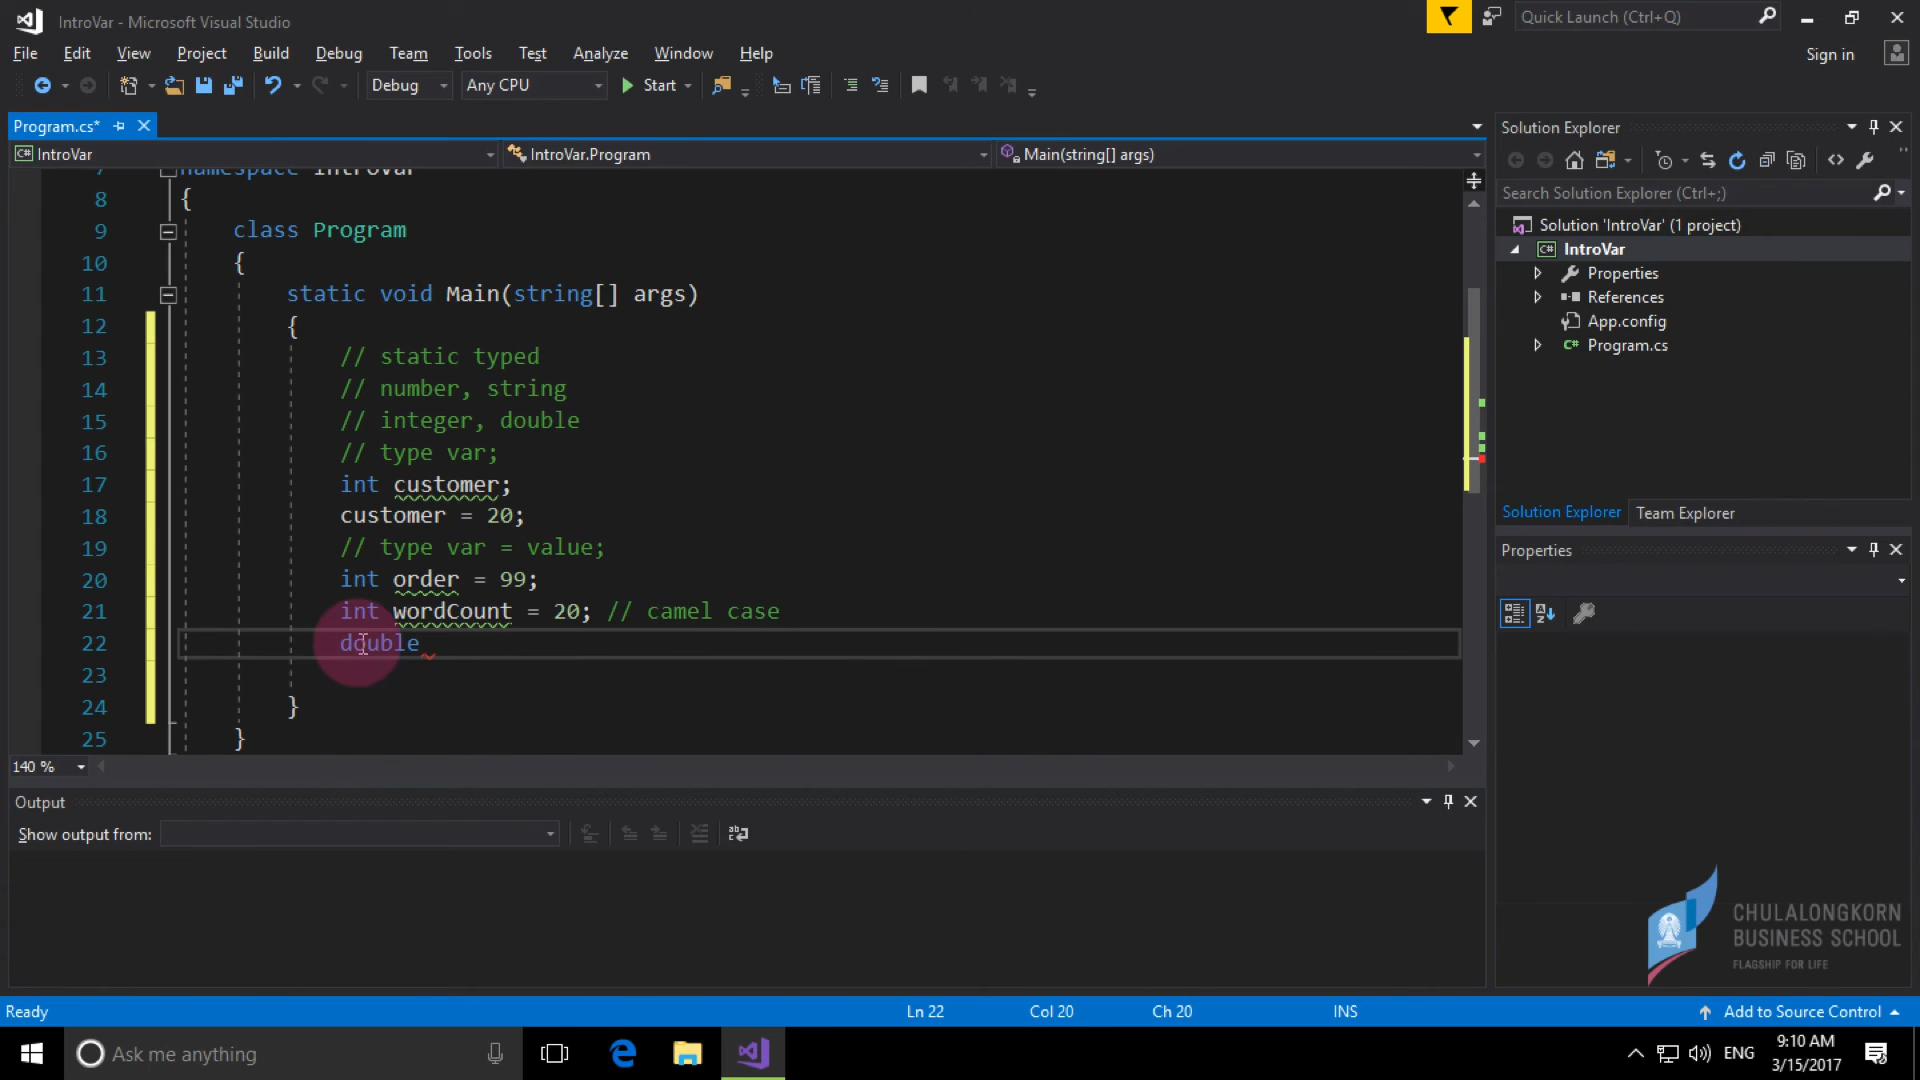 IntroVar - Microsoft Visual Studio
Quick Launch (Ctrl+Q)
File Edit View Project Build Debug Team Tools Test Analyze Window Help
Sign in
Debug Any CPU Start
Program.cs*
IntroVar IntroVar.Program Main(string[] args)
7 namespace IntroVar
8 {
9 class Program
10 {
11 static void Main(string[] args)
12 {
13 // static typed
14 // number, string
15 // integer, double
16 // type var;
17 int customer;
18 customer = 20;
19 // type var = value;
20 int order = 99;
21 int wordCount = 20; // camel case
22 double
23
24 }
25 }
140 %
Output
Show output from:
Solution Explorer
Search Solution Explorer (Ctrl+;)
Solution 'IntroVar' (1 project)
C# IntroVar
Properties
References
App.config
C# Program.cs
Solution Explorer Team Explorer
Properties
CHULALONGKORN
BUSINESS SCHOOL
FLAGSHIP FOR LIFE
Ready Ln 22 Col 20 Ch 20 INS Add to Source Control
Ask me anything
ENG
9:10 AM
3/15/2017